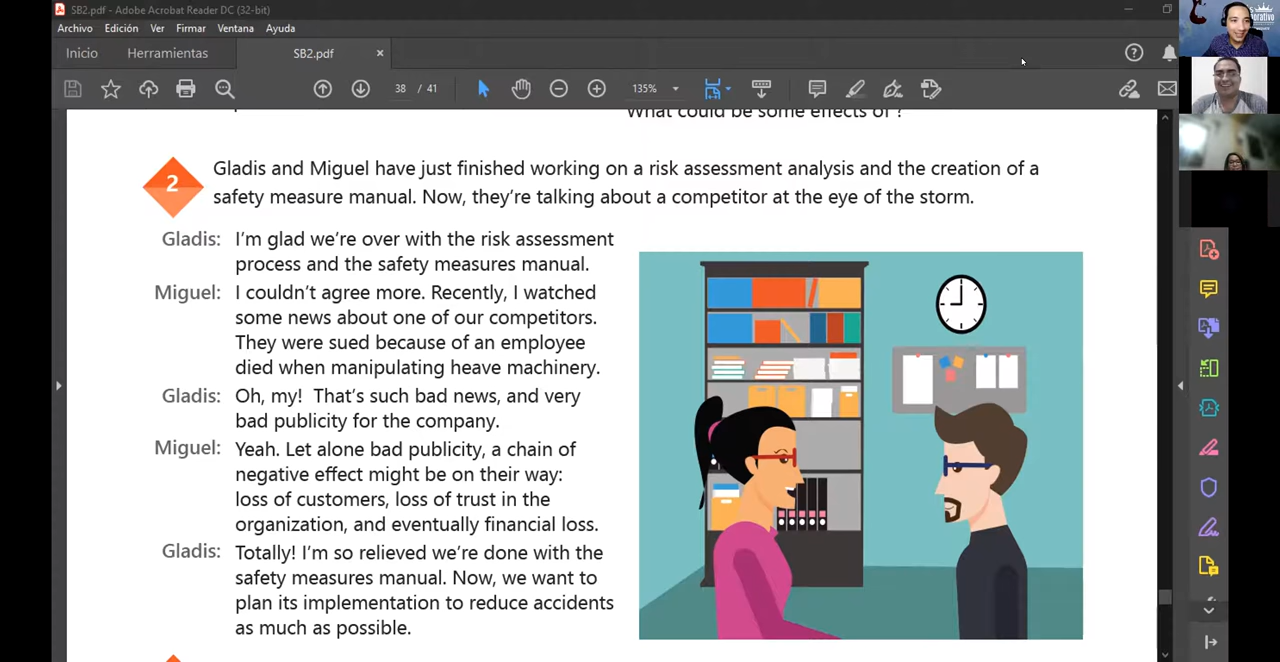 SB2.pdf - Adobe Acrobat Reader DC (32-bit)
Archivo Edición Ver Firmar Ventana Ayuda
Inicio Herramientas SB2.pdf
38 / 41 135%
What could be some effects of ?
2
Gladis and Miguel have just finished working on a risk assessment analysis and the creation of a
safety measure manual. Now, they're talking about a competitor at the eye of the storm.
Gladis: I'm glad we're over with the risk assessment
process and the safety measures manual.
Miguel: I couldn't agree more. Recently, I watched
some news about one of our competitors.
They were sued because of an employee
died when manipulating heave machinery.
Gladis: Oh, my! That's such bad news, and very
bad publicity for the company.
Miguel: Yeah. Let alone bad publicity, a chain of
negative effect might be on their way:
loss of customers, loss of trust in the
organization, and eventually financial loss.
Gladis: Totally! I'm so relieved we're done with the
safety measures manual. Now, we want to
plan its implementation to reduce accidents
as much as possible.